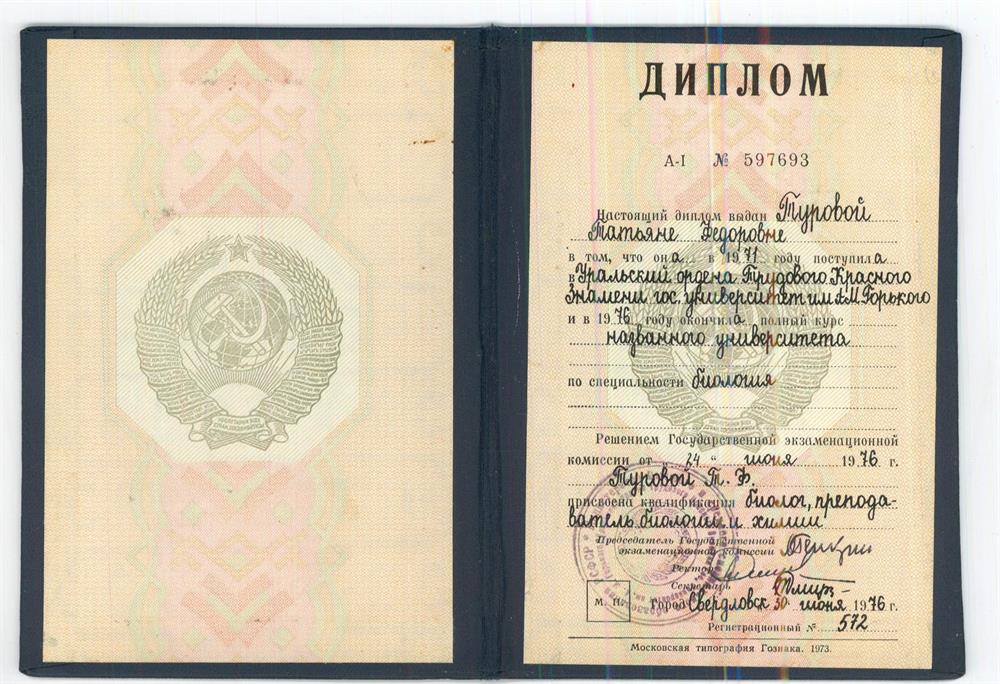 ДИПЛОМ
А-I № 597693
Настоящий диплом выдан Туровой
Татьяне Федоровне
в том, что она в 1971 году поступила
в Уральский ордена Трудового Красного
Знамени гос. университет им А.М. Горького
и в 1976 году окончила полный курс
названного университета
по специальности биология
Решением Государственной экзаменационной
комиссии от „ 24 “ июня 1976 г.
Туровой Т. Ф.
присвоена квалификация биолог, препода-
ватель биологии и химии
Председатель Государственной
экзаменационной комиссии
Ректор
Секретарь
М. П. Город Свердловск 30 июня 1976 г.
Регистрационный № 572
Московская типография Гознака. 1973.